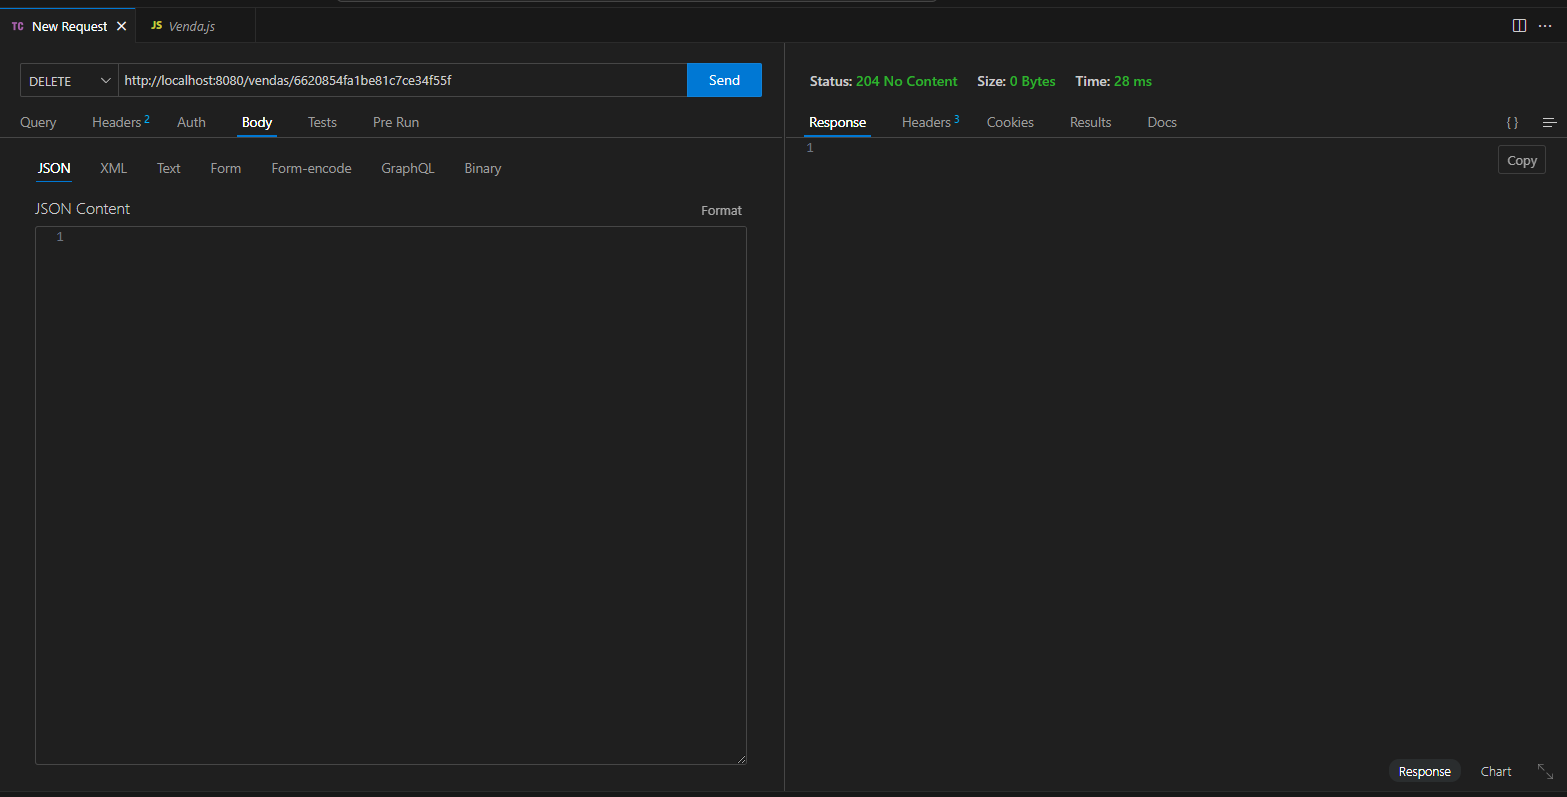 TC New Request
JS Venda.js
DELETE http://localhost:8080/vendas/6620854fa1be81c7ce34f55f Send
Query Headers 2 Auth Body Tests Pre Run
JSON XML Text Form Form-encode GraphQL Binary
JSON Content Format
1
Status: 204 No Content Size: 0 Bytes Time: 28 ms
Response Headers 3 Cookies Results Docs { }
1
Copy
Response Chart